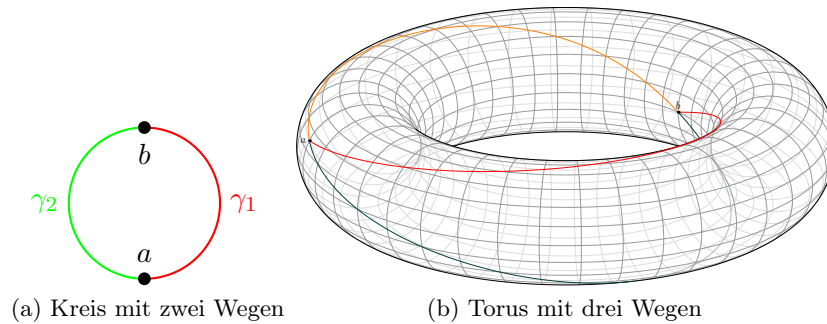 b
a
b
γ2
γ1
a
(a) Kreis mit zwei Wegen
(b) Torus mit drei Wegen